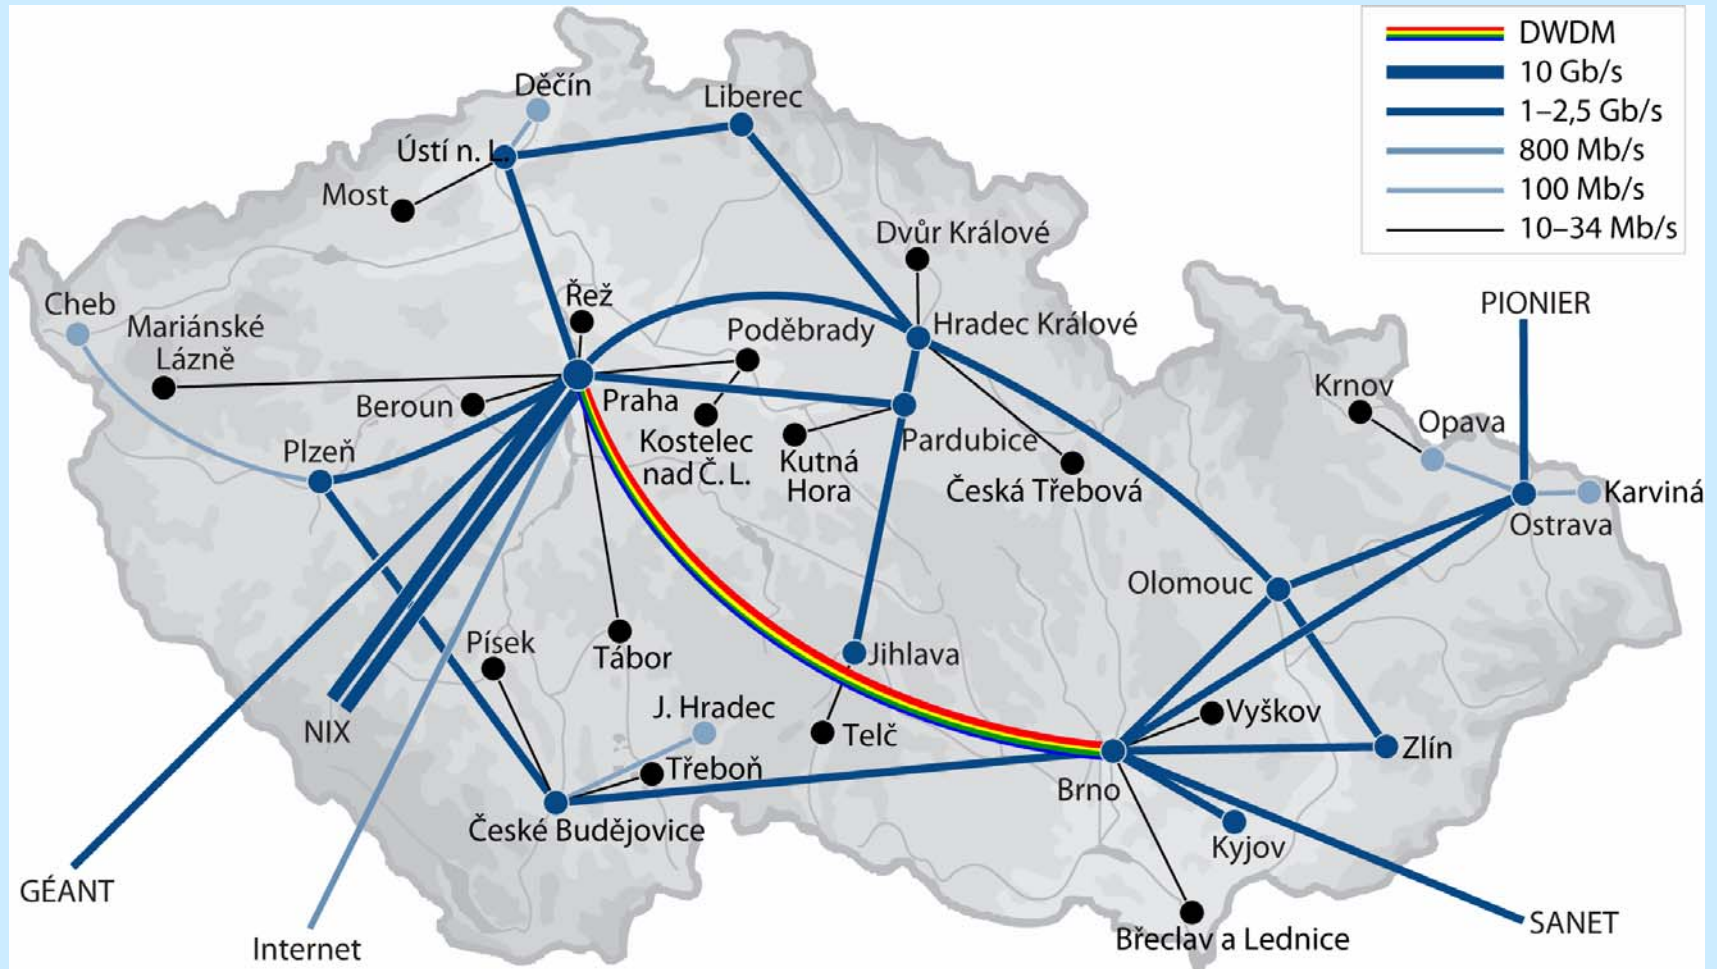 DWDM
10 Gb/s
1–2,5 Gb/s
800 Mb/s
100 Mb/s
10–34 Mb/s
Děčín
Liberec
Ústí n. L.
Most
Dvůr Králové
Cheb
Řež
PIONIER
Mariánské
Lázně
Poděbrady
Hradec Králové
Krnov
Beroun
Praha
Opava
Plzeň
Kostelec
nad Č. L.
Kutná
Hora
Pardubice
Česká Třebová
Karviná
Ostrava
Olomouc
Písek
Tábor
Jihlava
J. Hradec
NIX
Telč
Vyškov
Zlín
Třeboň
Brno
České Budějovice
Kyjov
GÉANT
SANET
Internet
Břeclav a Lednice